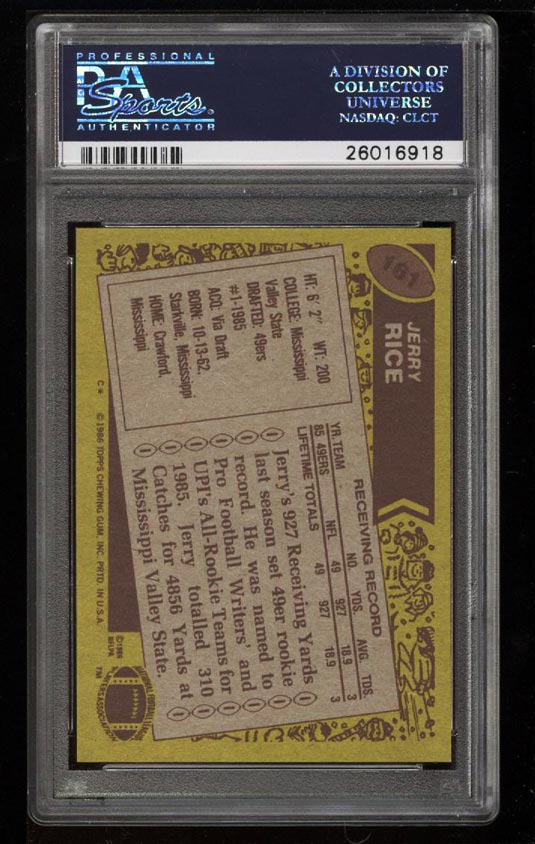 PROFESSIONAL
PSA
Sports
AUTHENTICATOR
A DIVISION OF
COLLECTORS
UNIVERSE
NASDAQ: CLCT
26016918
161
JERRY
RICE
HT: 6' 2" WT: 200
COLLEGE: Mississippi
Valley State
DRAFTED: 49ers
#1-1985
ACQ: Via Draft
BORN: 10-13-62,
Starkville, Mississippi
HOME: Crawford,
Mississippi
RECEIVING RECORD
YR. TEAM NO. YDS. AVG. TDS.
85 49ERS NFL 49 927 18.9 3
LIFETIME TOTALS 49 927 18.9 3
Jerry's 927 Receiving Yards
last season set 49er rookie
record. He was named to
Pro Football Writers' and
UPI's All-Rookie Teams for
1985. Jerry totalled 310
Catches for 4856 Yards at
Mississippi Valley State.
C* ©1986 TOPPS CHEWING GUM, INC. PRTD. IN U.S.A.
©1986
NFLPA
TM